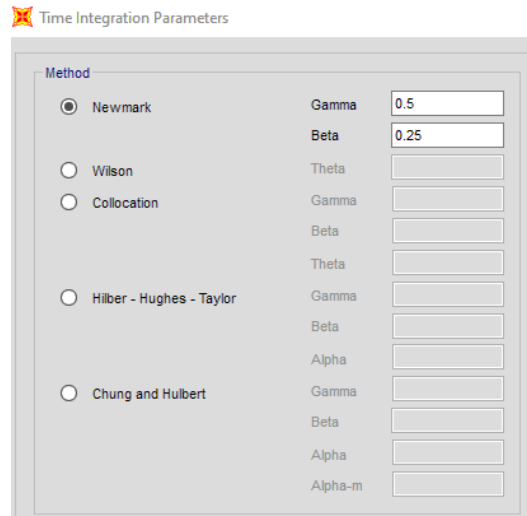 Time Integration Parameters
Method
Newmark Gamma 0.5
Beta 0.25
Wilson Theta
Collocation Gamma
Beta
Theta
Hilber - Hughes - Taylor Gamma
Beta
Alpha
Chung and Hulbert Gamma
Beta
Alpha
Alpha-m